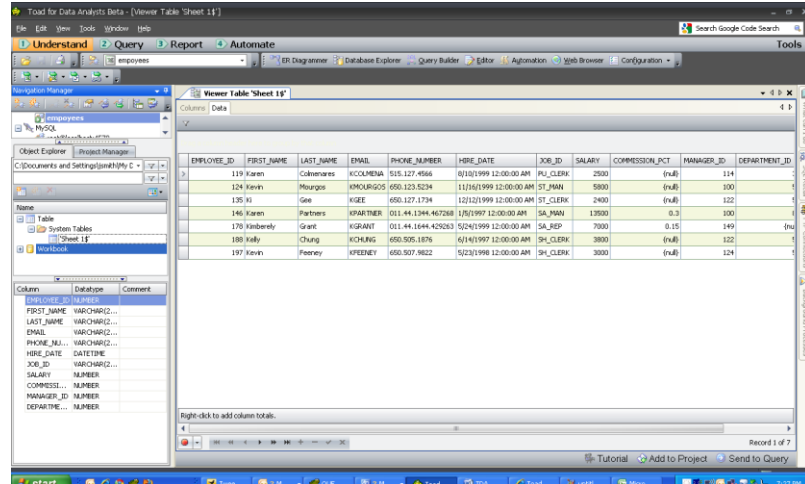 Toad for Data Analysts Beta - [Viewer Table 'Sheet 1$']
File Edit View Tools Window Help
Search Google Code Search
1 Understand 2 Query 3 Report 4 Automate Tools
empoyees ER Diagrammer Database Explorer Query Builder Editor Automation Web Browser Configuration
Navigation Manager
Viewer Table 'Sheet 1$'
Columns Data
empoyees
MySQL
Object Explorer Project Manager
C:\Documents and Settings\jsmith\My D
Name
Table
System Tables
'Sheet 1$'
Workbook
EMPLOYEE_ID FIRST_NAME LAST_NAME EMAIL PHONE_NUMBER HIRE_DATE JOB_ID SALARY COMMISSION_PCT MANAGER_ID DEPARTMENT_ID
119 Karen Colmenares KCOLMENA 515.127.4566 8/10/1999 12:00:00 AM PU_CLERK 2500 {null} 114
124 Kevin Mourgos KMOURGOS 650.123.5234 11/16/1999 12:00:00 AM ST_MAN 5800 {null} 100
135 Ki Gee KGEE 650.127.1734 12/12/1999 12:00:00 AM ST_CLERK 2400 {null} 122
146 Karen Partners KPARTNER 011.44.1344.467268 1/5/1997 12:00:00 AM SA_MAN 13500 0.3 100
178 Kimberely Grant KGRANT 011.44.1644.429263 5/24/1999 12:00:00 AM SA_REP 7000 0.15 149 {nu
188 Kelly Chung KCHUNG 650.505.1876 6/14/1997 12:00:00 AM SH_CLERK 3800 {null} 122
197 Kevin Feeney KFEENEY 650.507.9822 5/23/1998 12:00:00 AM SH_CLERK 3000 {null} 124
Column Datatype Comment
EMPLOYEE_ID NUMBER
FIRST_NAME VARCHAR(2...
LAST_NAME VARCHAR(2...
EMAIL VARCHAR(2...
PHONE_NU... VARCHAR(2...
HIRE_DATE DATETIME
JOB_ID VARCHAR(2...
SALARY NUMBER
COMMISSI... NUMBER
MANAGER_ID NUMBER
DEPARTME... NUMBER
Right-click to add column totals.
Record 1 of 7
Tutorial Add to Project Send to Query
start